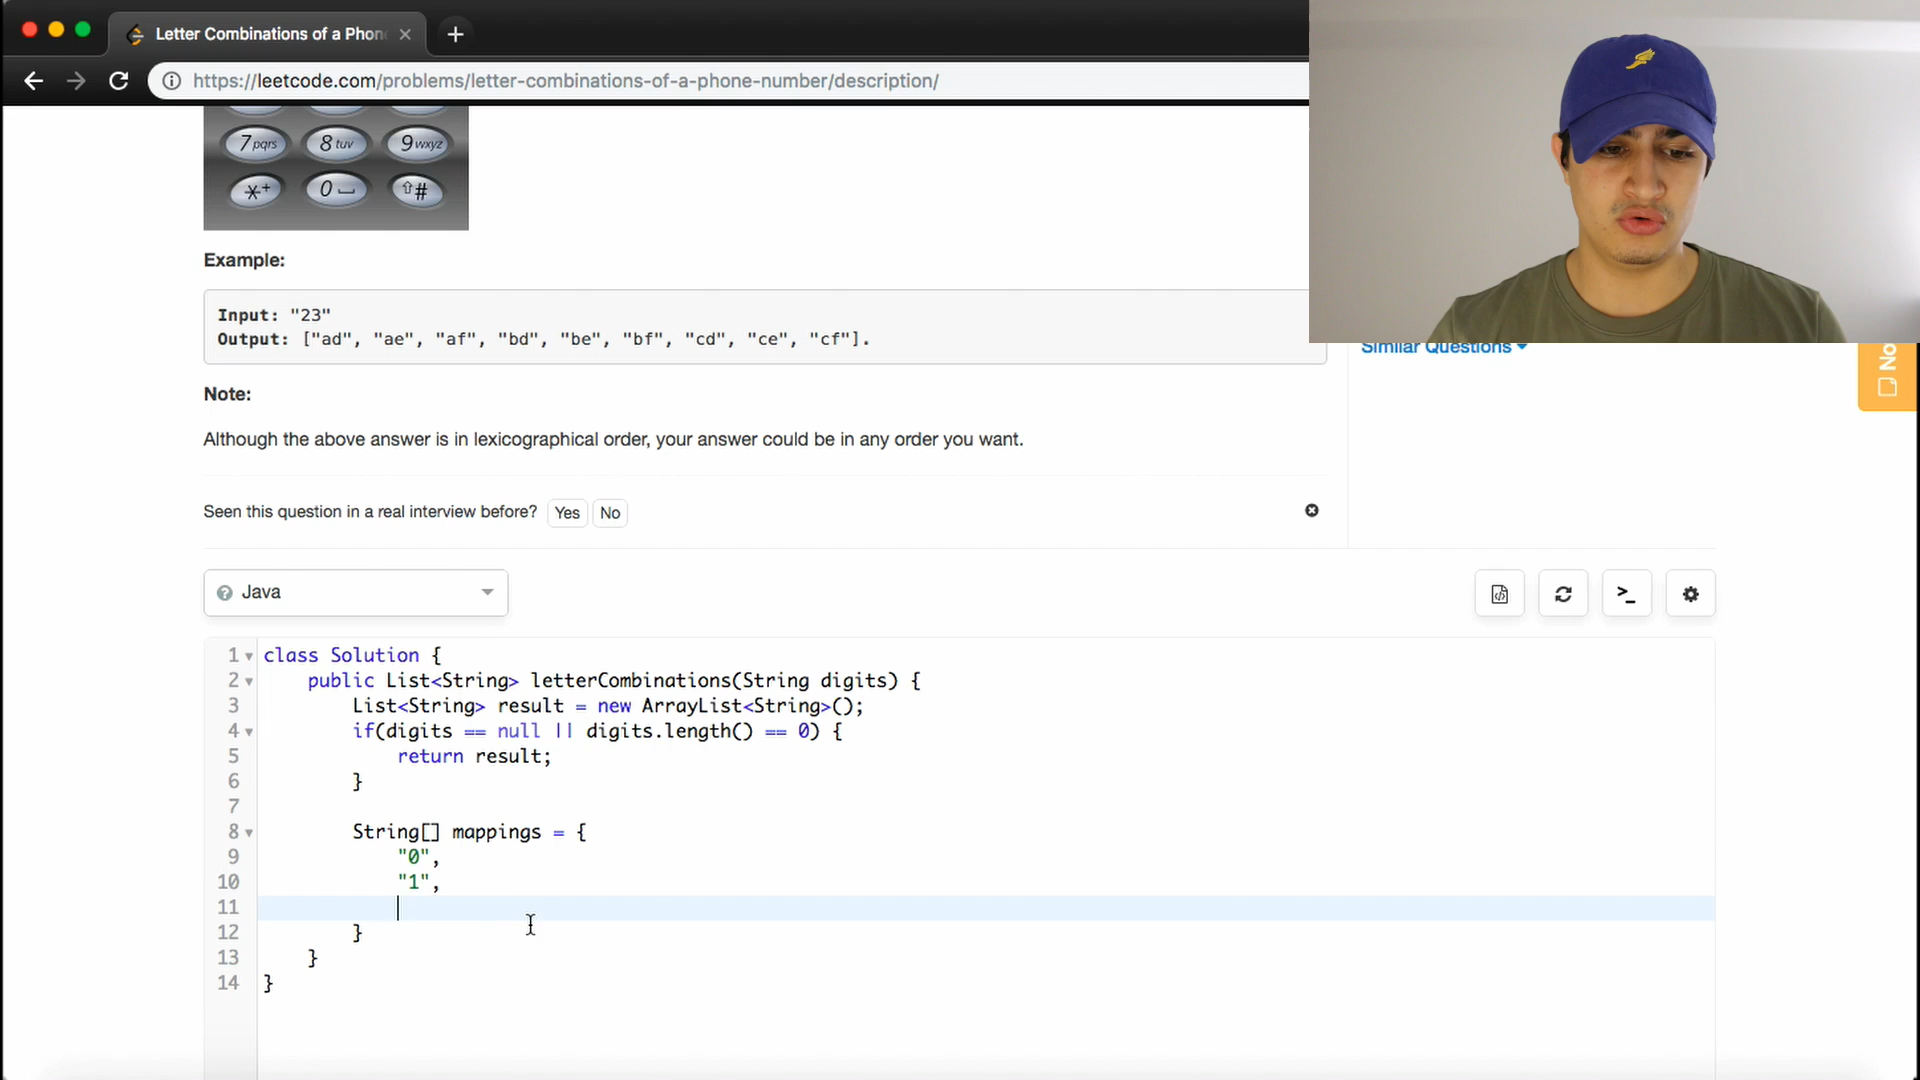 Letter Combinations of a Phon
https://leetcode.com/problems/letter-combinations-of-a-phone-number/description/
7 pqrs 8 tuv 9 wxyz
*+ 0 ⇧#
Example:
Input: "23"
Output: ["ad", "ae", "af", "bd", "be", "bf", "cd", "ce", "cf"].
Similar Questions
No
Note:
Although the above answer is in lexicographical order, your answer could be in any order you want.
Seen this question in a real interview before? Yes No
Java
>_
1 class Solution {
2 public List<String> letterCombinations(String digits) {
3 List<String> result = new ArrayList<String>();
4 if(digits == null || digits.length() == 0) {
5 return result;
6 }
7
8 String[] mappings = {
9 "0",
10 "1",
11
12 }
13 }
14 }